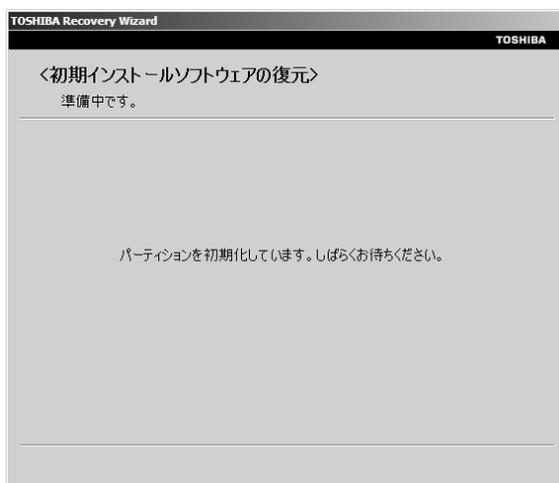 TOSHIBA Recovery Wizard
TOSHIBA
<初期インストールソフトウェアの復元>
準備中です。
パーティションを初期化しています。しばらくお待ちください。